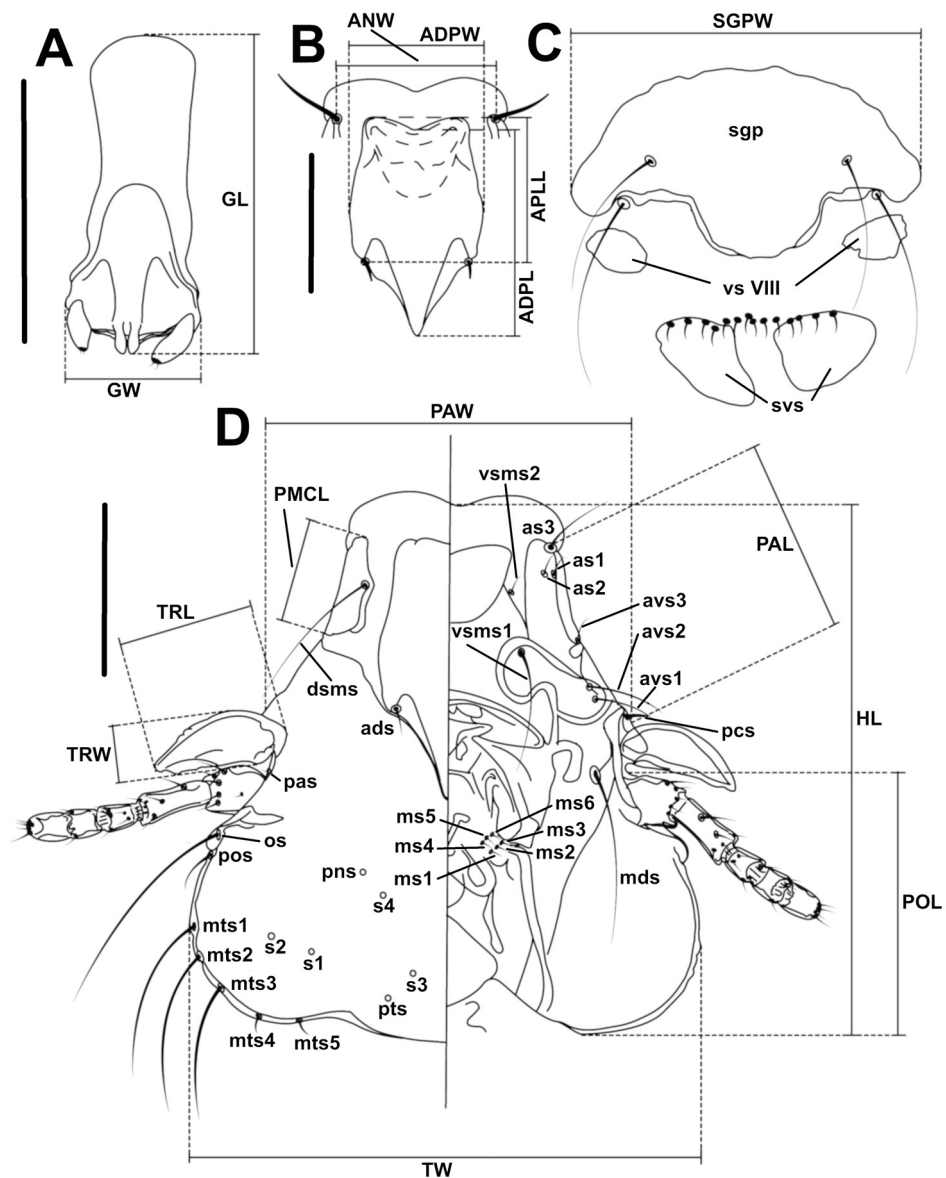 A
GL
GW
B
ANW
ADPW
APLL
ADPL
C
SGPW
sgp
vs VIII
svs
D
PAW
PMCL
vsms2
as3
as1
as2
PAL
TRL
avs3
avs2
vsms1
avs1
dsms
ads
pcs
HL
TRW
pas
ms5
ms6
ms3
ms4
ms2
ms1
os
pos
pns
s4
mds
POL
mts1
s2
s1
mts2
mts3
s3
pts
mts4
mts5
TW